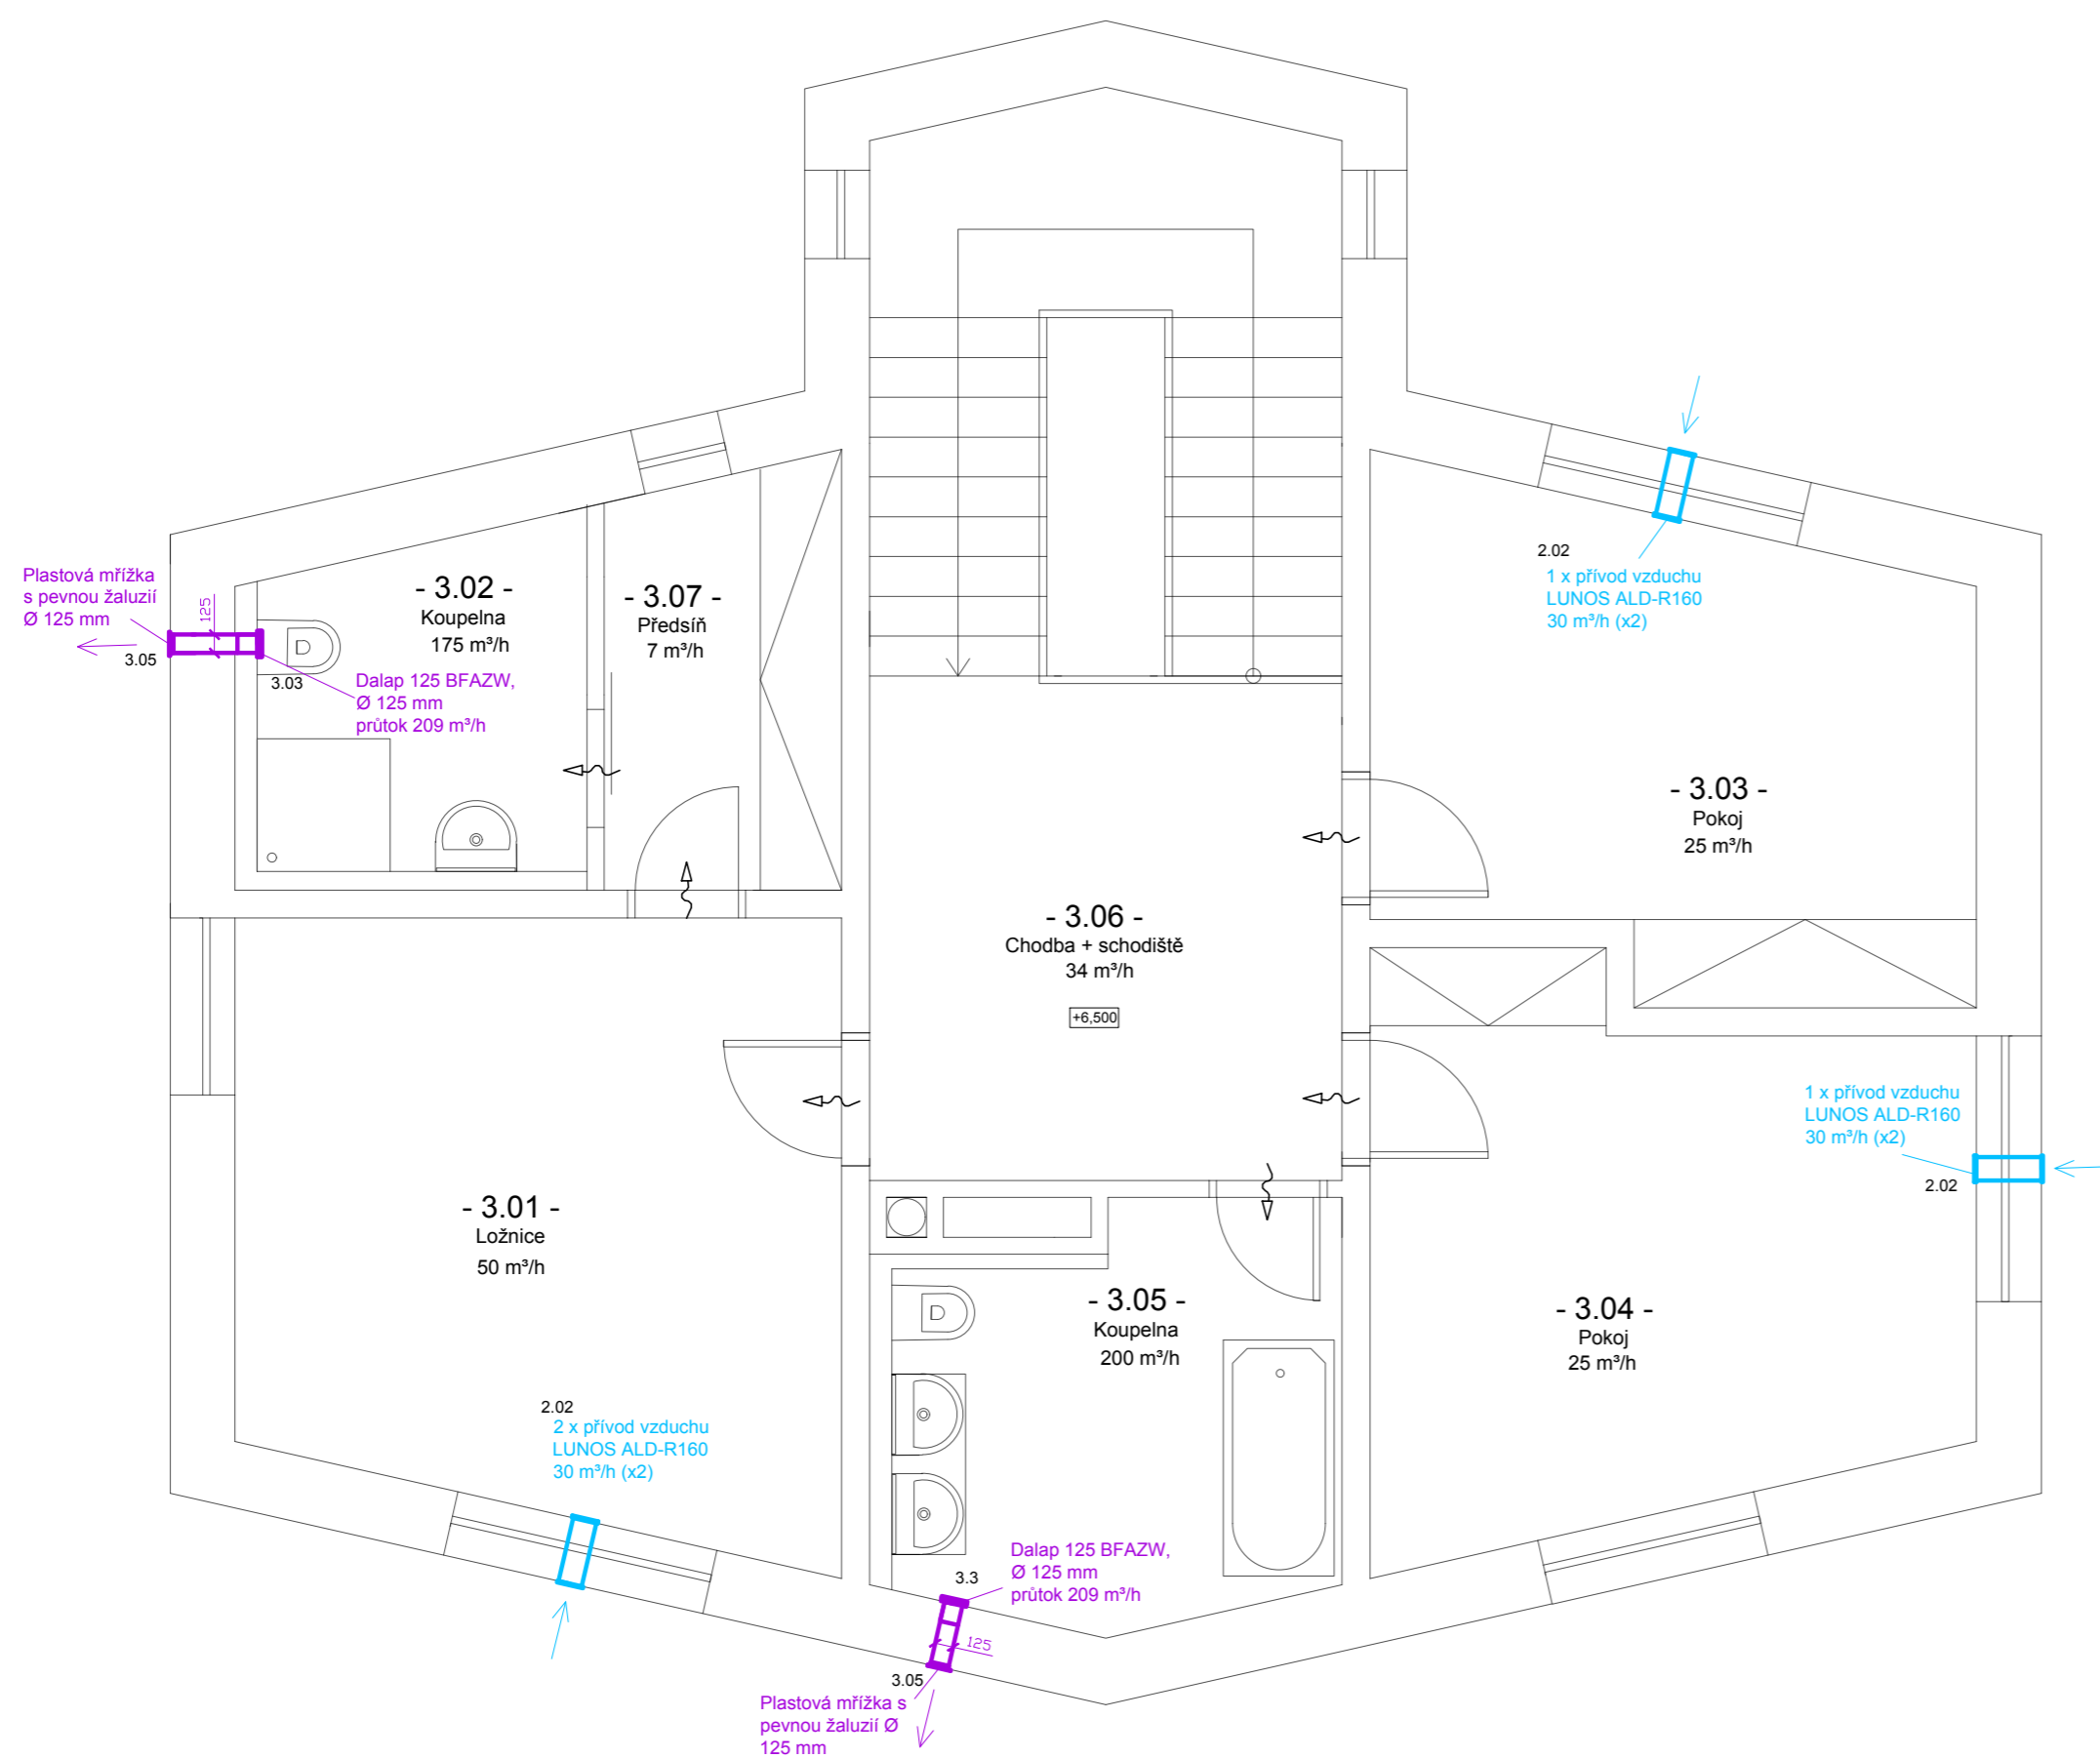 2.02
1 x přívod vzduchu
LUNOS ALD-R160
30 m³/h (x2)
Plastová mřížka
s pevnou žaluzií
Ø 125 mm
125
3.05
3.03
- 3.02 -
Koupelna
175 m³/h
- 3.07 -
Předsíň
7 m³/h
Dalap 125 BFAZW,
Ø 125 mm
průtok 209 m³/h
- 3.03 -
Pokoj
25 m³/h
- 3.06 -
Chodba + schodiště
34 m³/h
+6,500
1 x přívod vzduchu
LUNOS ALD-R160
30 m³/h (x2)
2.02
- 3.01 -
Ložnice
50 m³/h
- 3.05 -
Koupelna
200 m³/h
- 3.04 -
Pokoj
25 m³/h
2.02
2 x přívod vzduchu
LUNOS ALD-R160
30 m³/h (x2)
Dalap 125 BFAZW,
Ø 125 mm
průtok 209 m³/h
3.3
125
3.05
Plastová mřížka s
pevnou žaluzií Ø
125 mm